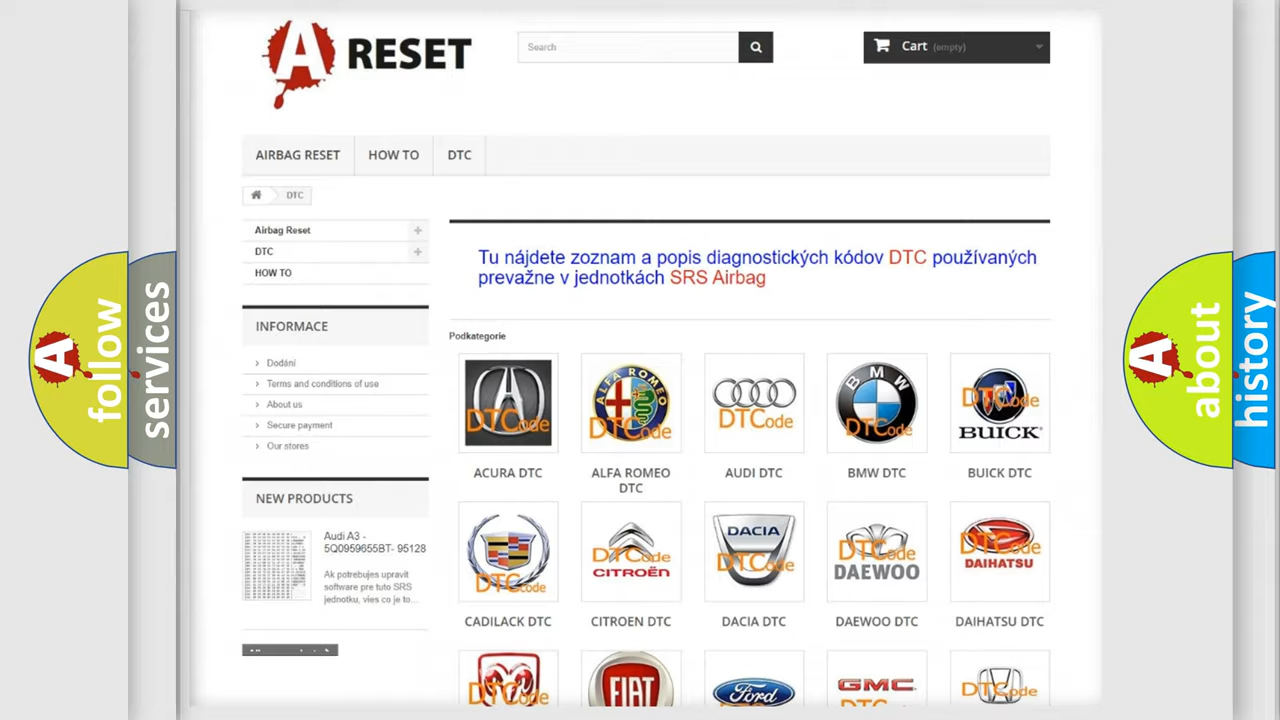 A RESET
Search
Cart (empty)
AIRBAG RESET
HOW TO
DTC
DTC
Airbag Reset
DTC
HOW TO
INFORMACE
Dodání
Terms and conditions of use
About us
Secure payment
Our stores
NEW PRODUCTS
Audi A3 -
5Q0959655BT- 95128
Ak potrebujes upravit
software pre tuto SRS
jednotku, vies co je to...
Tu nájdete zoznam a popis diagnostických kódov DTC používaných
prevažne v jednotkách SRS Airbag
Podkategorie
DTCode
ALFA ROMEO
DTCode
DTCode
BMW
DTCode
DTCode
BUICK
ACURA DTC
ALFA ROMEO
DTC
AUDI DTC
BMW DTC
BUICK DTC
DTCode
DTCode
CITROËN
DACIA
DTCode
DTCode
DAEWOO
DTCode
DAIHATSU
CADILACK DTC
CITROEN DTC
DACIA DTC
DAEWOO DTC
DAIHATSU DTC
DTCode
FIAT
Ford
GMC
DTCode
A follow
services
A about
history